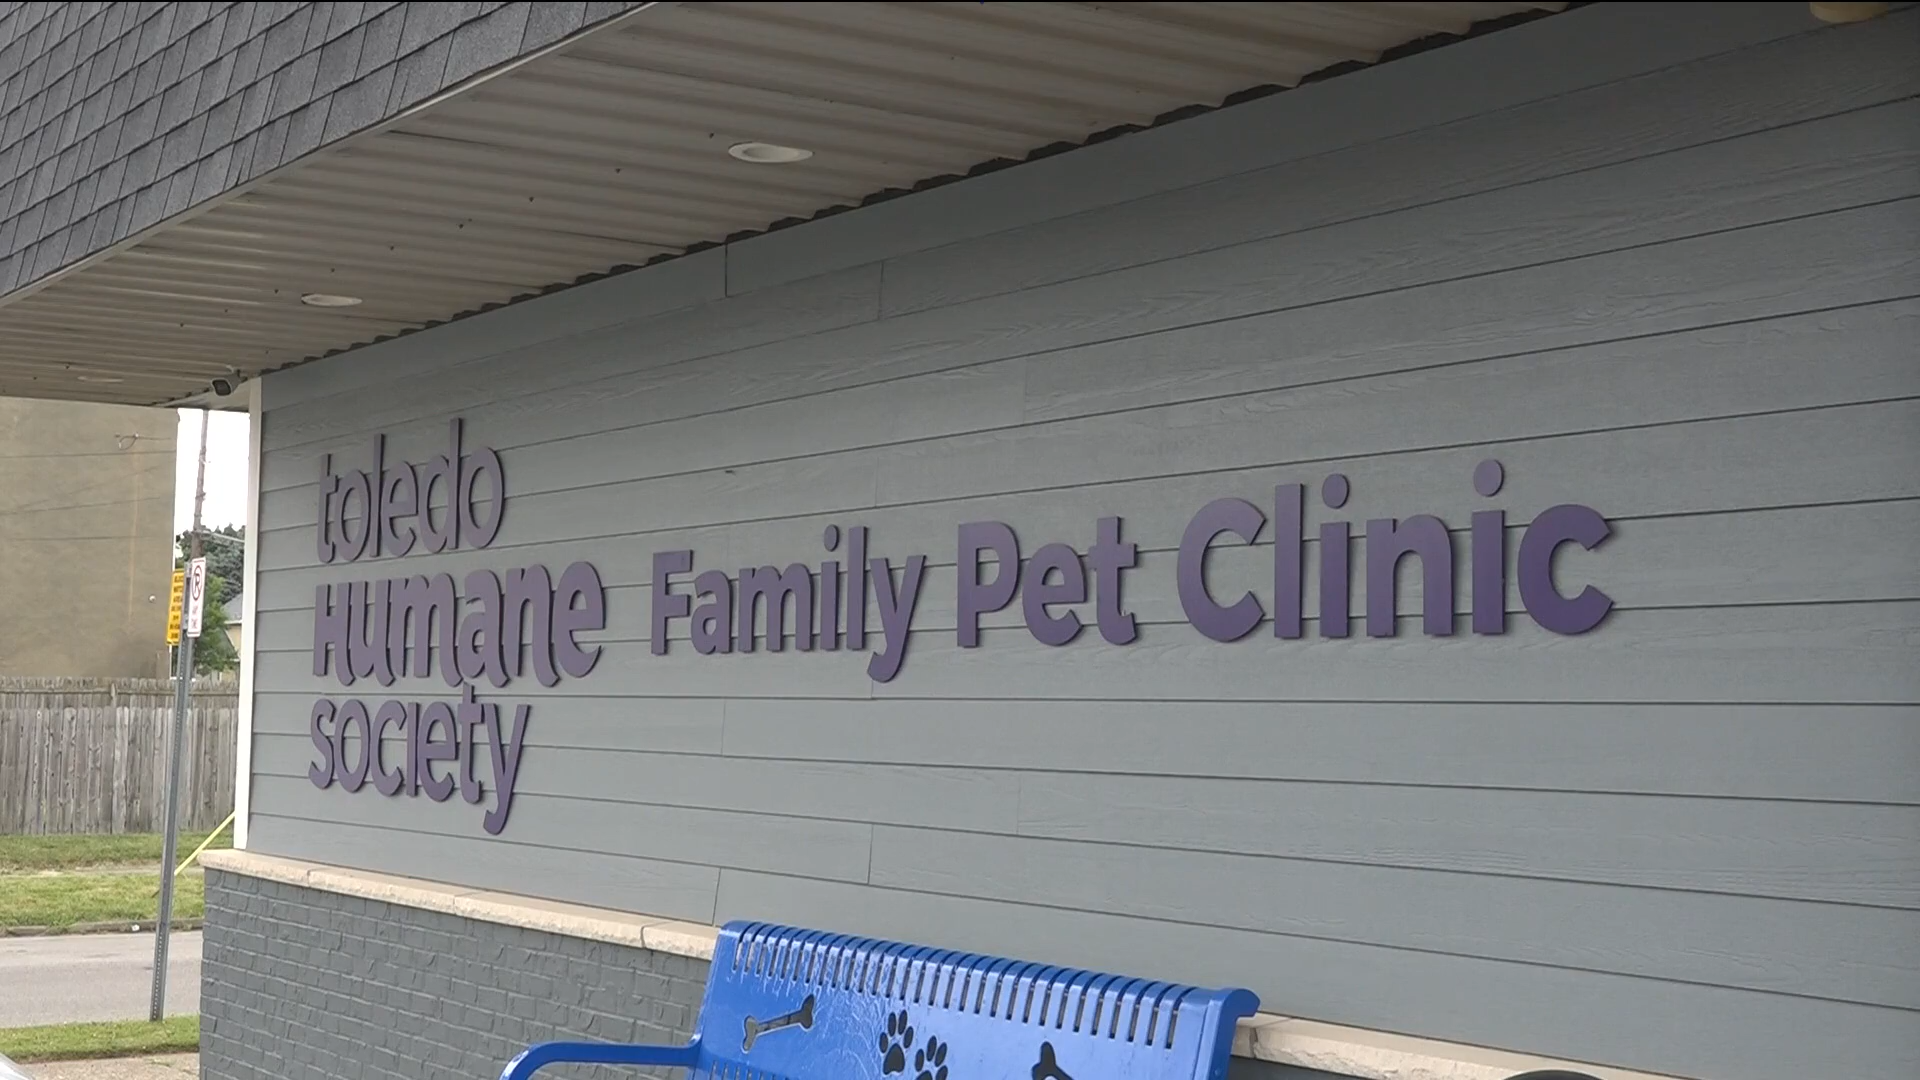 toledo
Humane
society
Family Pet Clinic